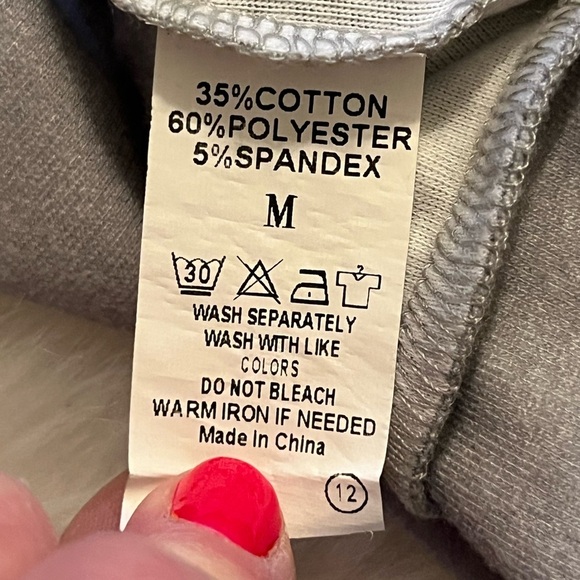 35%COTTON
60%POLYESTER
5%SPANDEX
M
30
WASH SEPARATELY
WASH WITH LIKE
COLORS
DO NOT BLEACH
WARM IRON IF NEEDED
Made in China
12